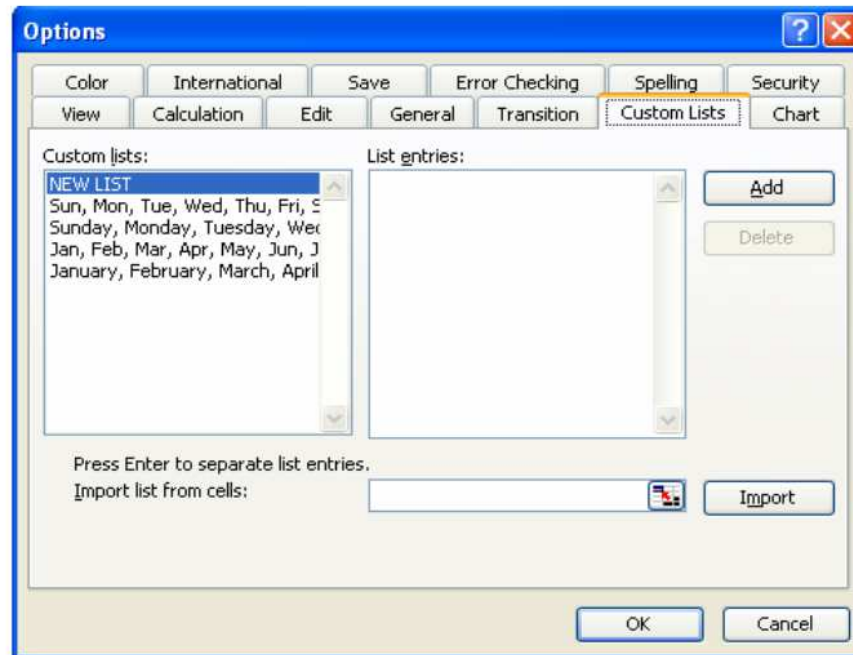 Options
Color International Save Error Checking Spelling Security
View Calculation Edit General Transition Custom Lists Chart
Custom lists: List entries:
NEW LIST Add
Sun, Mon, Tue, Wed, Thu, Fri, S
Sunday, Monday, Tuesday, Wed Delete
Jan, Feb, Mar, Apr, May, Jun, J
January, February, March, April
Press Enter to separate list entries.
Import list from cells: Import
OK Cancel